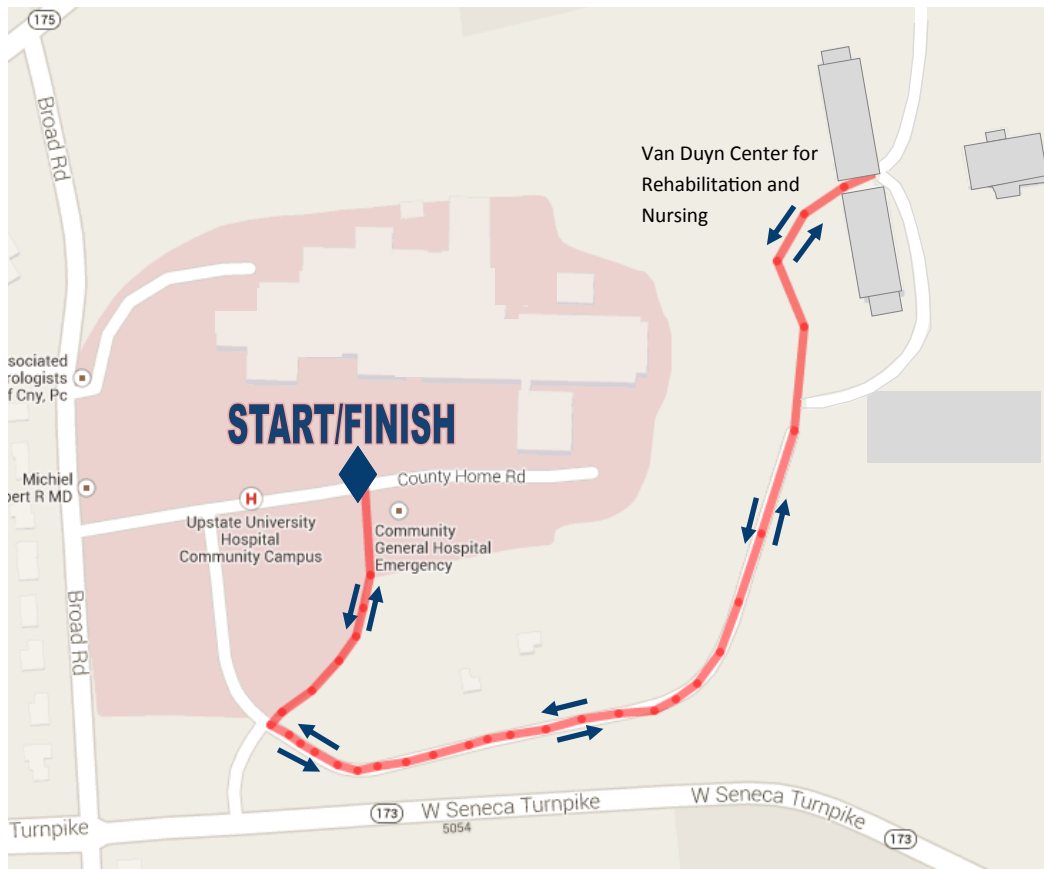 175
Broad Rd
Van Duyn Center for
Rehabilitation and
Nursing
sociated
rologists
f Cny, Pc
START/FINISH
Michiel
bert R MD
County Home Rd
H
Upstate University
Hospital
Community Campus
Community
General Hospital
Emergency
Broad Rd
W Seneca Turnpike
173
W Seneca Turnpike
Turnpike
5054
173